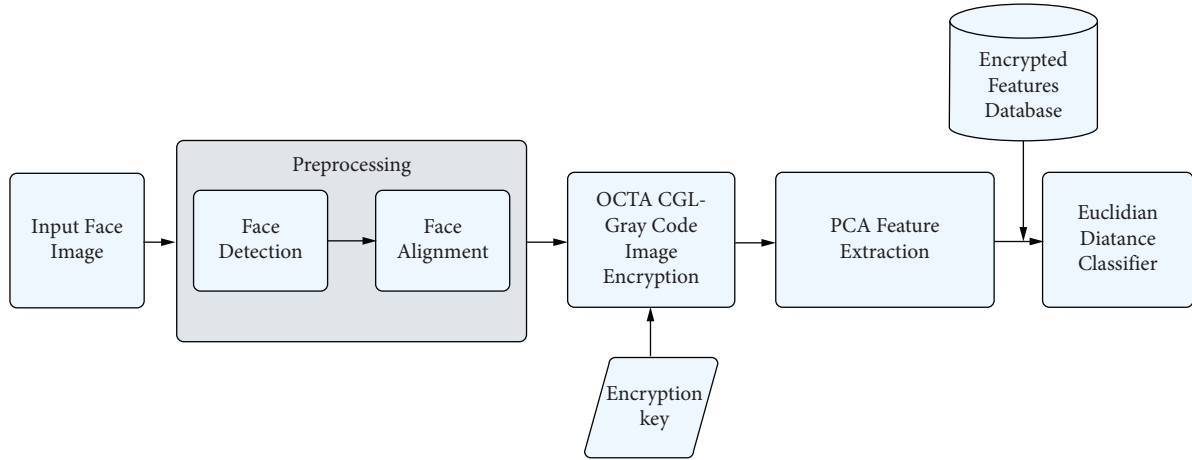 Encrypted
Features
Database
Preprocessing
Input Face
Image
Face
Detection
Face
Alignment
OCTA CGL-
Gray Code
Image
Encryption
PCA Feature
Extraction
Euclidian
Diatance
Classifier
Encryption
key